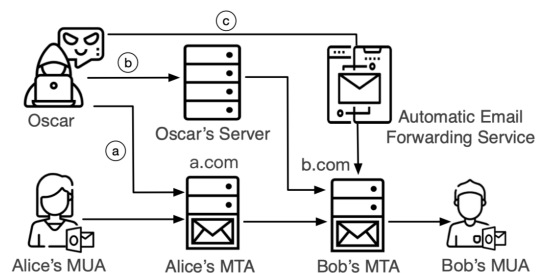 c
b
Oscar
Oscar's Server
Automatic Email
Forwarding Service
a
a.com
b.com
Alice's MUA
Alice's MTA
Bob's MTA
Bob's MUA